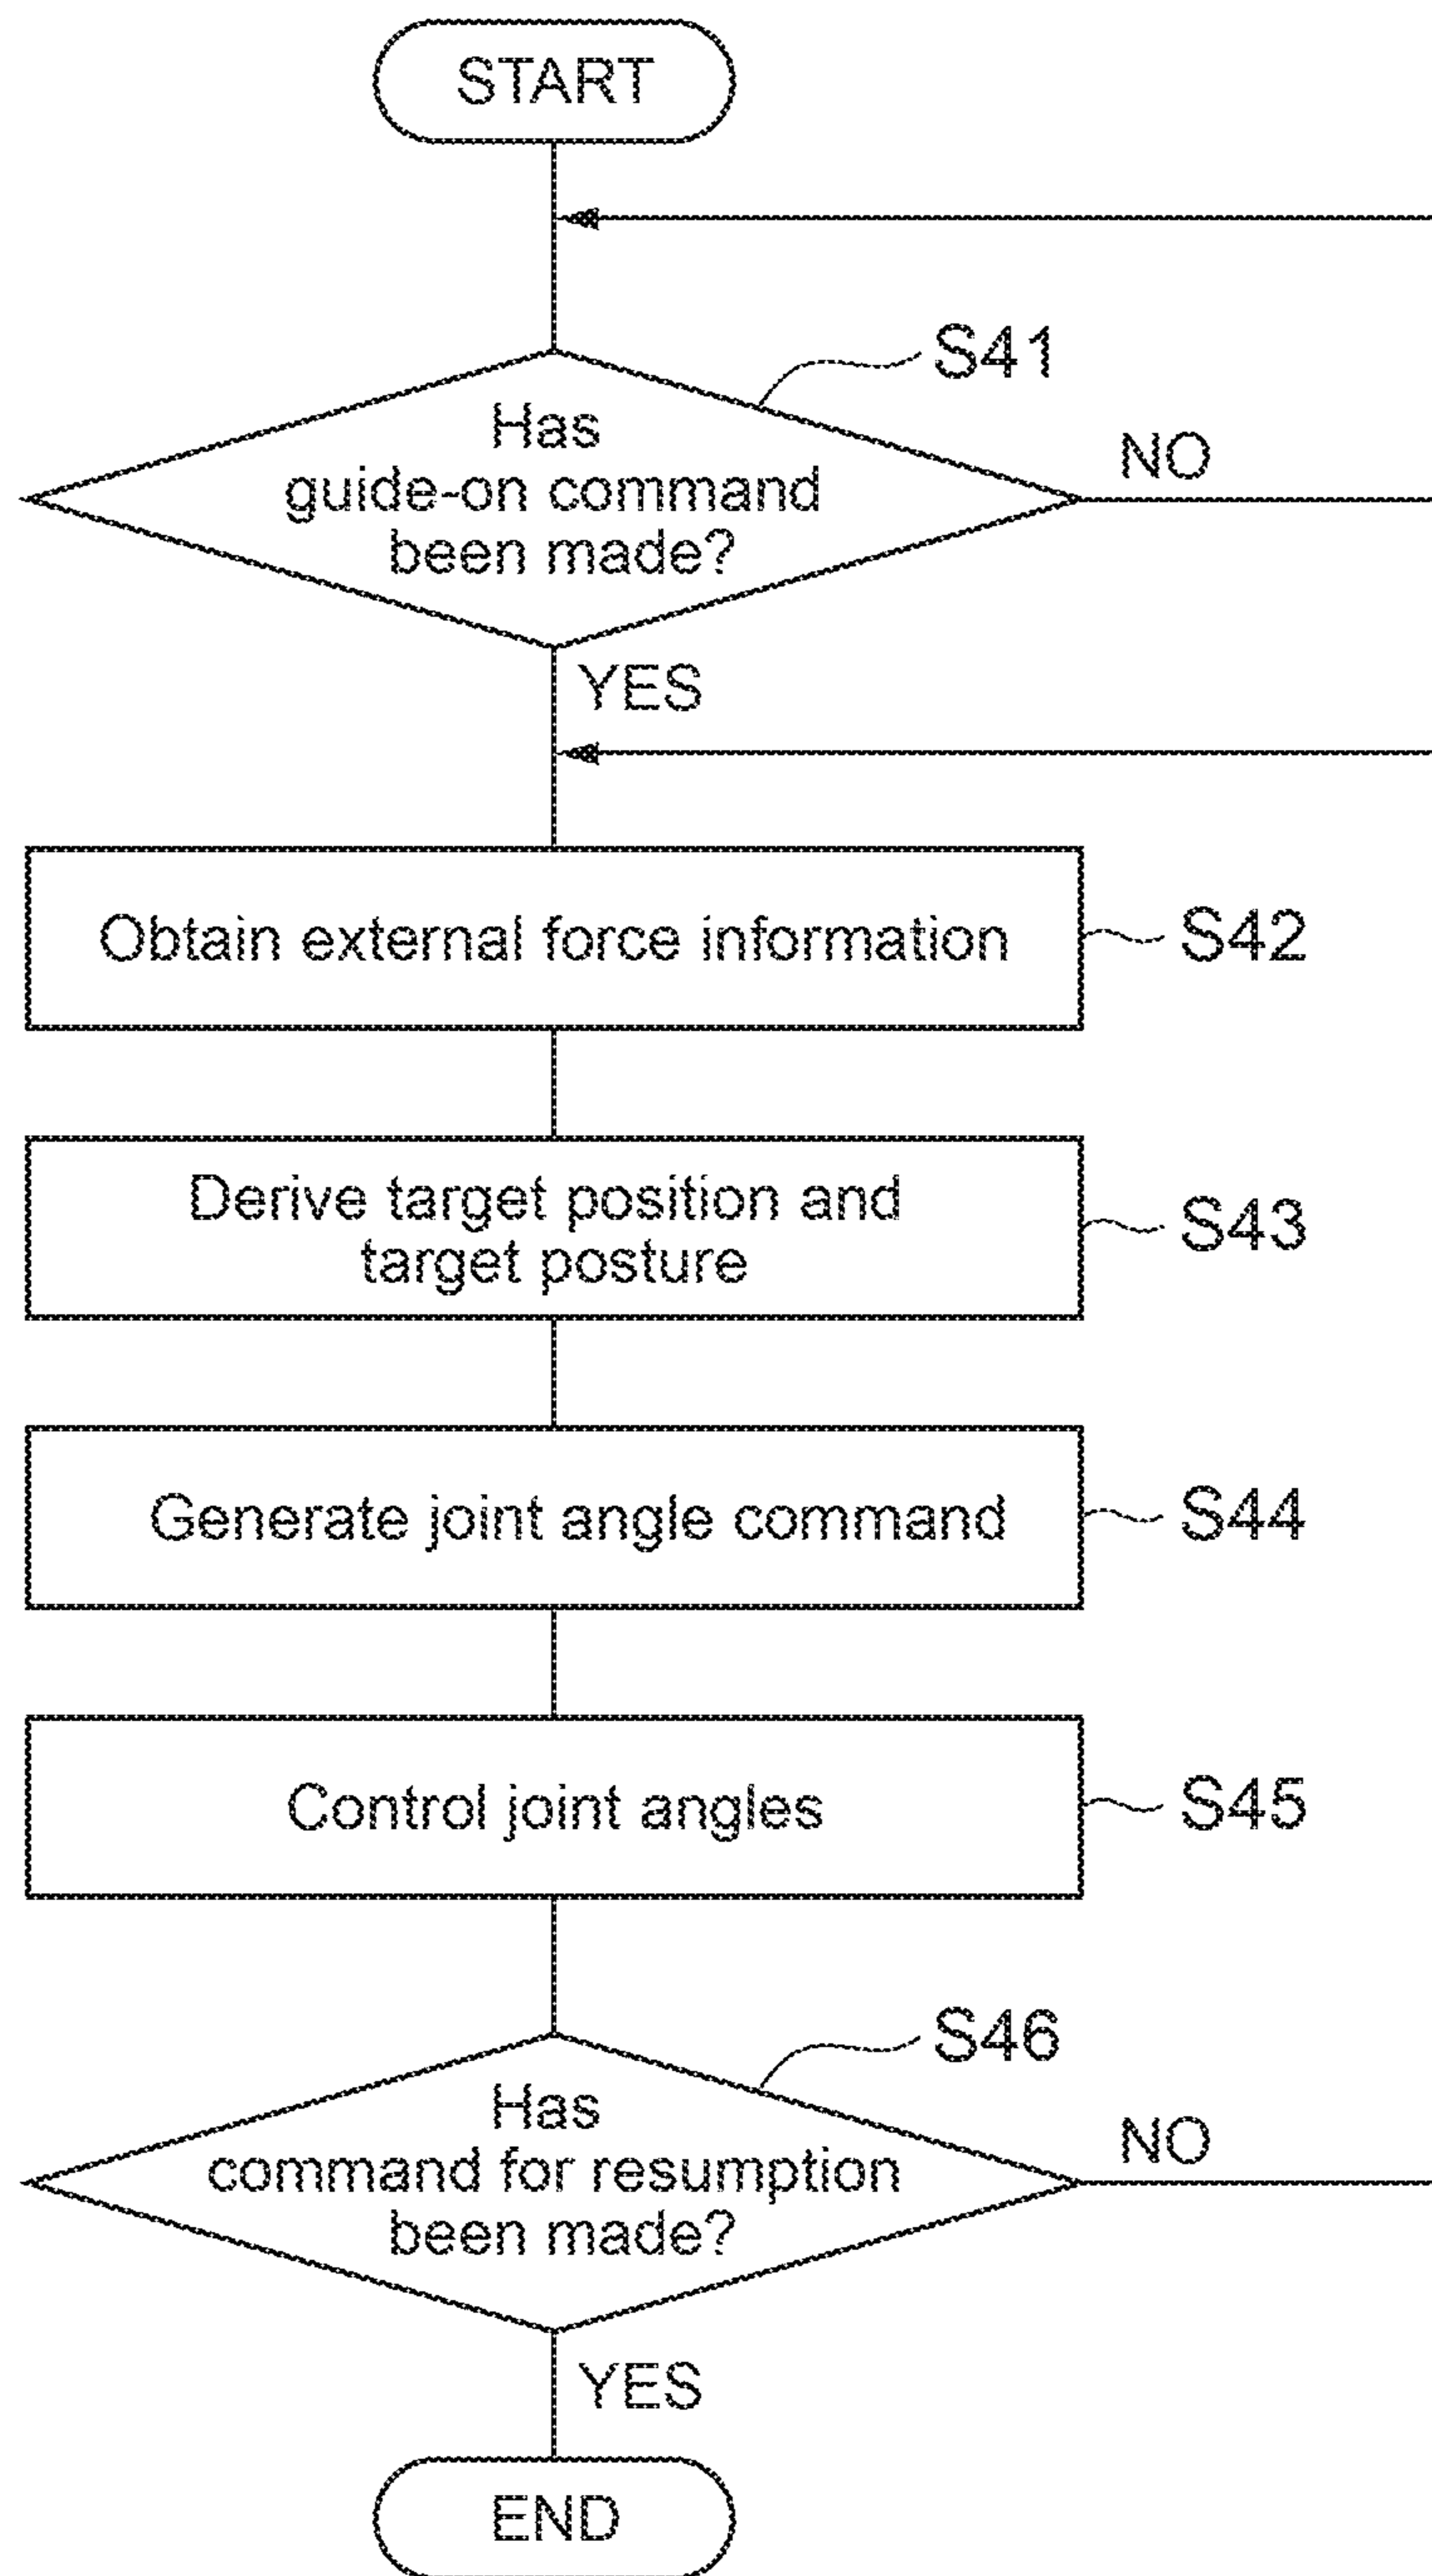 START
S41
Has
guide-on command
been made?
NO
YES
Obtain external force information
S42
Derive target position and
target posture
S43
Generate joint angle command
S44
Control joint angles
S45
S46
Has
command for resumption
been made?
NO
YES
END